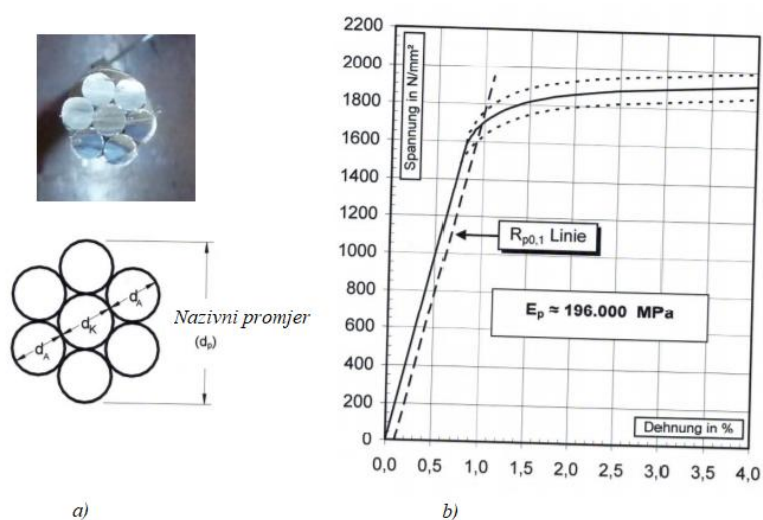 d_A
d_K
d_A
Nazivni promjer
(d_p)
a)
2200
2000
1800
1600
1400
1200
1000
800
600
400
200
0
Spannung in N/mm²
R_p0,1 Linie
E_p ≈ 196.000 MPa
Dehnung in %
0,0 0,5 1,0 1,5 2,0 2,5 3,0 3,5 4,0
b)